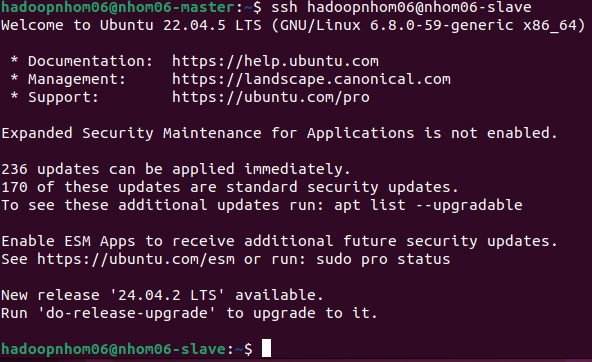 hadoopnhom06@nhom06-master:~$ ssh hadoopnhom06@nhom06-slave
Welcome to Ubuntu 22.04.5 LTS (GNU/Linux 6.8.0-59-generic x86_64)
* Documentation:  https://help.ubuntu.com
* Management:     https://landscape.canonical.com
* Support:        https://ubuntu.com/pro
Expanded Security Maintenance for Applications is not enabled.
236 updates can be applied immediately.
170 of these updates are standard security updates.
To see these additional updates run: apt list --upgradable
Enable ESM Apps to receive additional future security updates.
See https://ubuntu.com/esm or run: sudo pro status
New release '24.04.2 LTS' available.
Run 'do-release-upgrade' to upgrade to it.
hadoopnhom06@nhom06-slave:~$